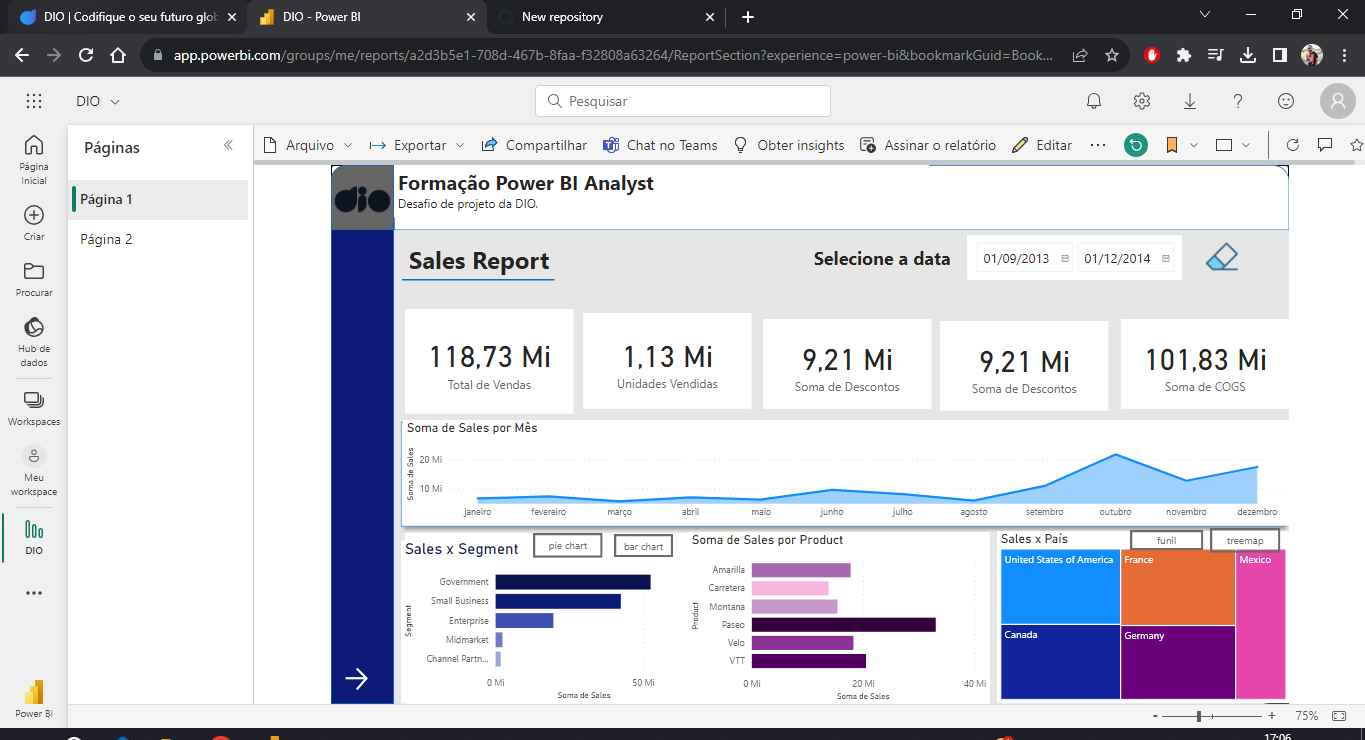 DIO | Codifique o seu futuro glob
DIO - Power BI
New repository
app.powerbi.com/groups/me/reports/a2d3b5e1-708d-467b-8faa-f32808a63264/ReportSection?experience=power-bi&bookmarkGuid=Book...
DIO
Pesquisar
Página Inicial
Criar
Procurar
Hub de dados
Workspaces
Meu workspace
DIO
Power BI
Páginas
Página 1
Página 2
Arquivo
Exportar
Compartilhar
Chat no Teams
Obter insights
Assinar o relatório
Editar
dio
Formação Power BI Analyst
Desafio de projeto da DIO.
Sales Report
Selecione a data
01/09/2013
01/12/2014
118,73 Mi
Total de Vendas
1,13 Mi
Unidades Vendidas
9,21 Mi
Soma de Descontos
9,21 Mi
Soma de Descontos
101,83 Mi
Soma de COGS
Soma de Sales por Mês
Soma de Sales
20 Mi
10 Mi
janeiro
fevereiro
março
abril
maio
junho
julho
agosto
setembro
outubro
novembro
dezembro
Sales x Segment
pie chart
bar chart
Segment
Government
Small Business
Enterprise
Midmarket
Channel Partn...
0 Mi
50 Mi
Soma de Sales
Soma de Sales por Product
Product
Amarilla
Carretera
Montana
Paseo
Velo
VTT
0 Mi
20 Mi
40 Mi
Soma de Sales
Sales x País
funil
treemap
United States of America
France
Mexico
Canada
Germany
75%
17:06